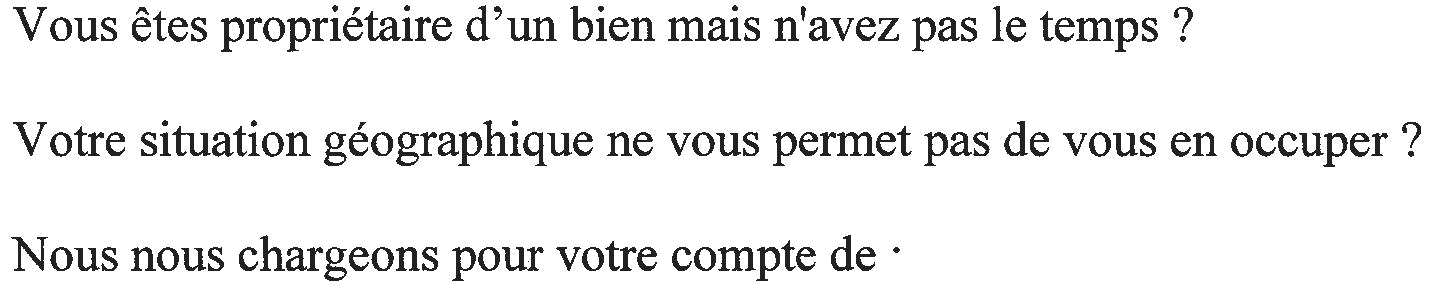 Vous êtes propriétaire d’un bien mais n'avez pas le temps ?
Votre situation géographique ne vous permet pas de vous en occuper ?
Nous nous chargeons pour votre compte de ·